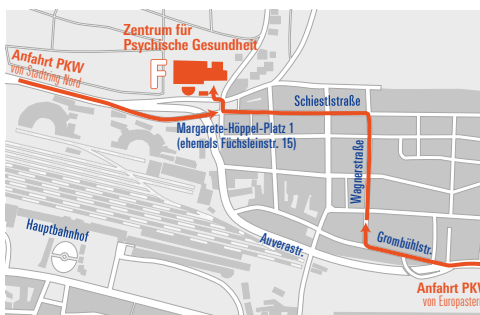 Zentrum für
Psychische Gesundheit
Anfahrt PKW
von Stadtring Nord
F
Schiestlstraße
Margarete-Höppel-Platz 1
(ehemals Füchsleinstr. 15)
Wagnerstraße
Hauptbahnhof
Auverastr.
Grombühlstr.
Anfahrt PKW
von Europastern